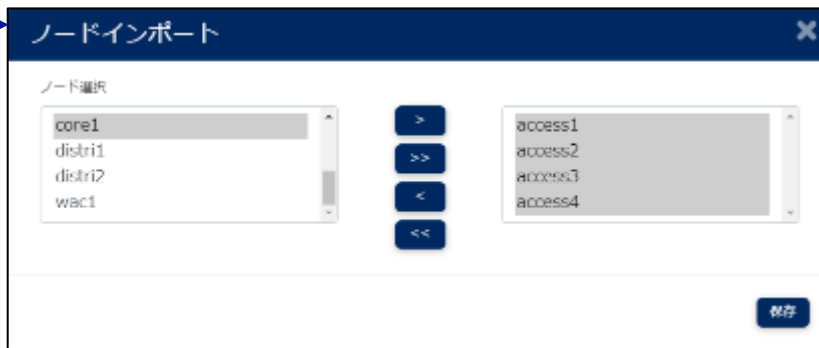 ノードインポート
ノード選択
core1
distri1
distri2
wac1
>
>>
<
<<
access1
access2
access3
access4
保存